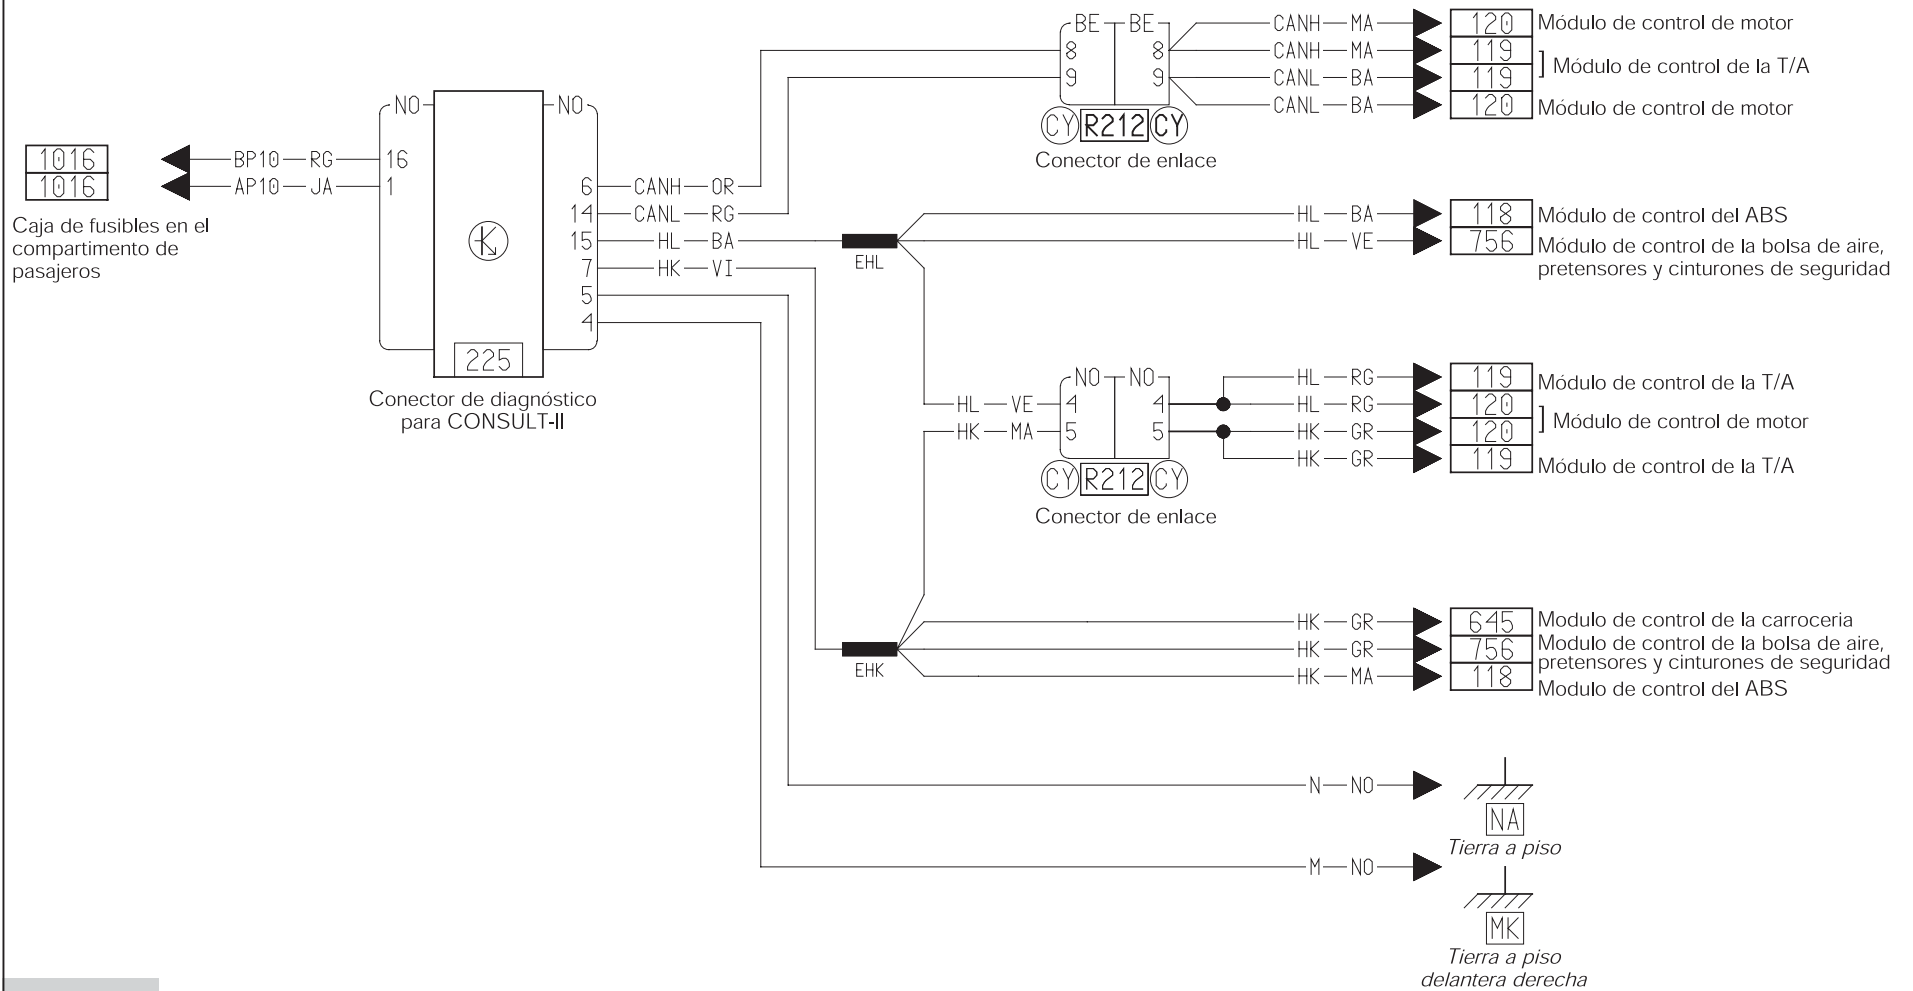 BE BE
8 8 CANH MA 120 Módulo de control de motor
9 9 CANH MA 119
CANL BA 119 ] Módulo de control de la T/A
CANL BA 120 Módulo de control de motor
CY R212 CY
Conector de enlace
NO NO
1016 BP10 RG 16
1016 AP10 JA 1
Caja de fusibles en el
compartimento de
pasajeros
6 CANH OR
14 CANL RG
15 HL BA
7 HK VI
5
4
225
Conector de diagnóstico
para CONSULT-II
EHL
HL BA 118 Módulo de control del ABS
HL VE 756 Módulo de control de la bolsa de aire,
pretensores y cinturones de seguridad
NO NO
HL VE 4 4
HK MA 5 5
CY R212 CY
Conector de enlace
HL RG 119 Módulo de control de la T/A
HL RG 120
HK GR 120 ] Módulo de control de motor
HK GR 119 Módulo de control de la T/A
EHK
HK GR 645 Modulo de control de la carroceria
HK GR 756 Modulo de control de la bolsa de aire,
pretensores y cinturones de seguridad
HK MA 118 Modulo de control del ABS
N NO
NA
Tierra a piso
M NO
MK
Tierra a piso
delantera derecha